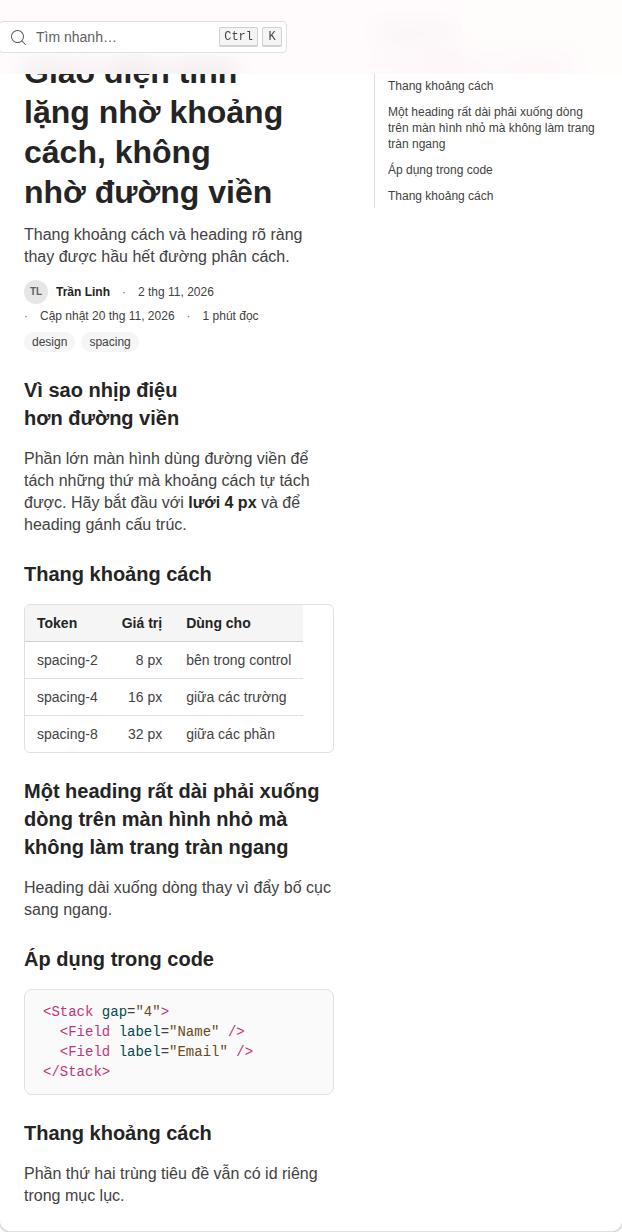 Tìm nhanh…
Ctrl K
Giao diện tĩnh
lặng nhờ khoảng
cách, không
nhờ đường viền
Thang khoảng cách và heading rõ ràng
thay được hầu hết đường phân cách.
TL Trần Linh · 2 thg 11, 2026
· Cập nhật 20 thg 11, 2026 · 1 phút đọc
design spacing
Vì sao nhịp điệu
hơn đường viền
Phần lớn màn hình dùng đường viền để
tách những thứ mà khoảng cách tự tách
được. Hãy bắt đầu với lưới 4 px và để
heading gánh cấu trúc.
Thang khoảng cách
Token Giá trị Dùng cho
spacing-2 8 px bên trong control
spacing-4 16 px giữa các trường
spacing-8 32 px giữa các phần
Một heading rất dài phải xuống
dòng trên màn hình nhỏ mà
không làm trang tràn ngang
Heading dài xuống dòng thay vì đẩy bố cục
sang ngang.
Áp dụng trong code
<Stack gap="4">
  <Field label="Name" />
  <Field label="Email" />
</Stack>
Thang khoảng cách
Phần thứ hai trùng tiêu đề vẫn có id riêng
trong mục lục.
Thang khoảng cách
Một heading rất dài phải xuống dòng
trên màn hình nhỏ mà không làm trang
tràn ngang
Áp dụng trong code
Thang khoảng cách